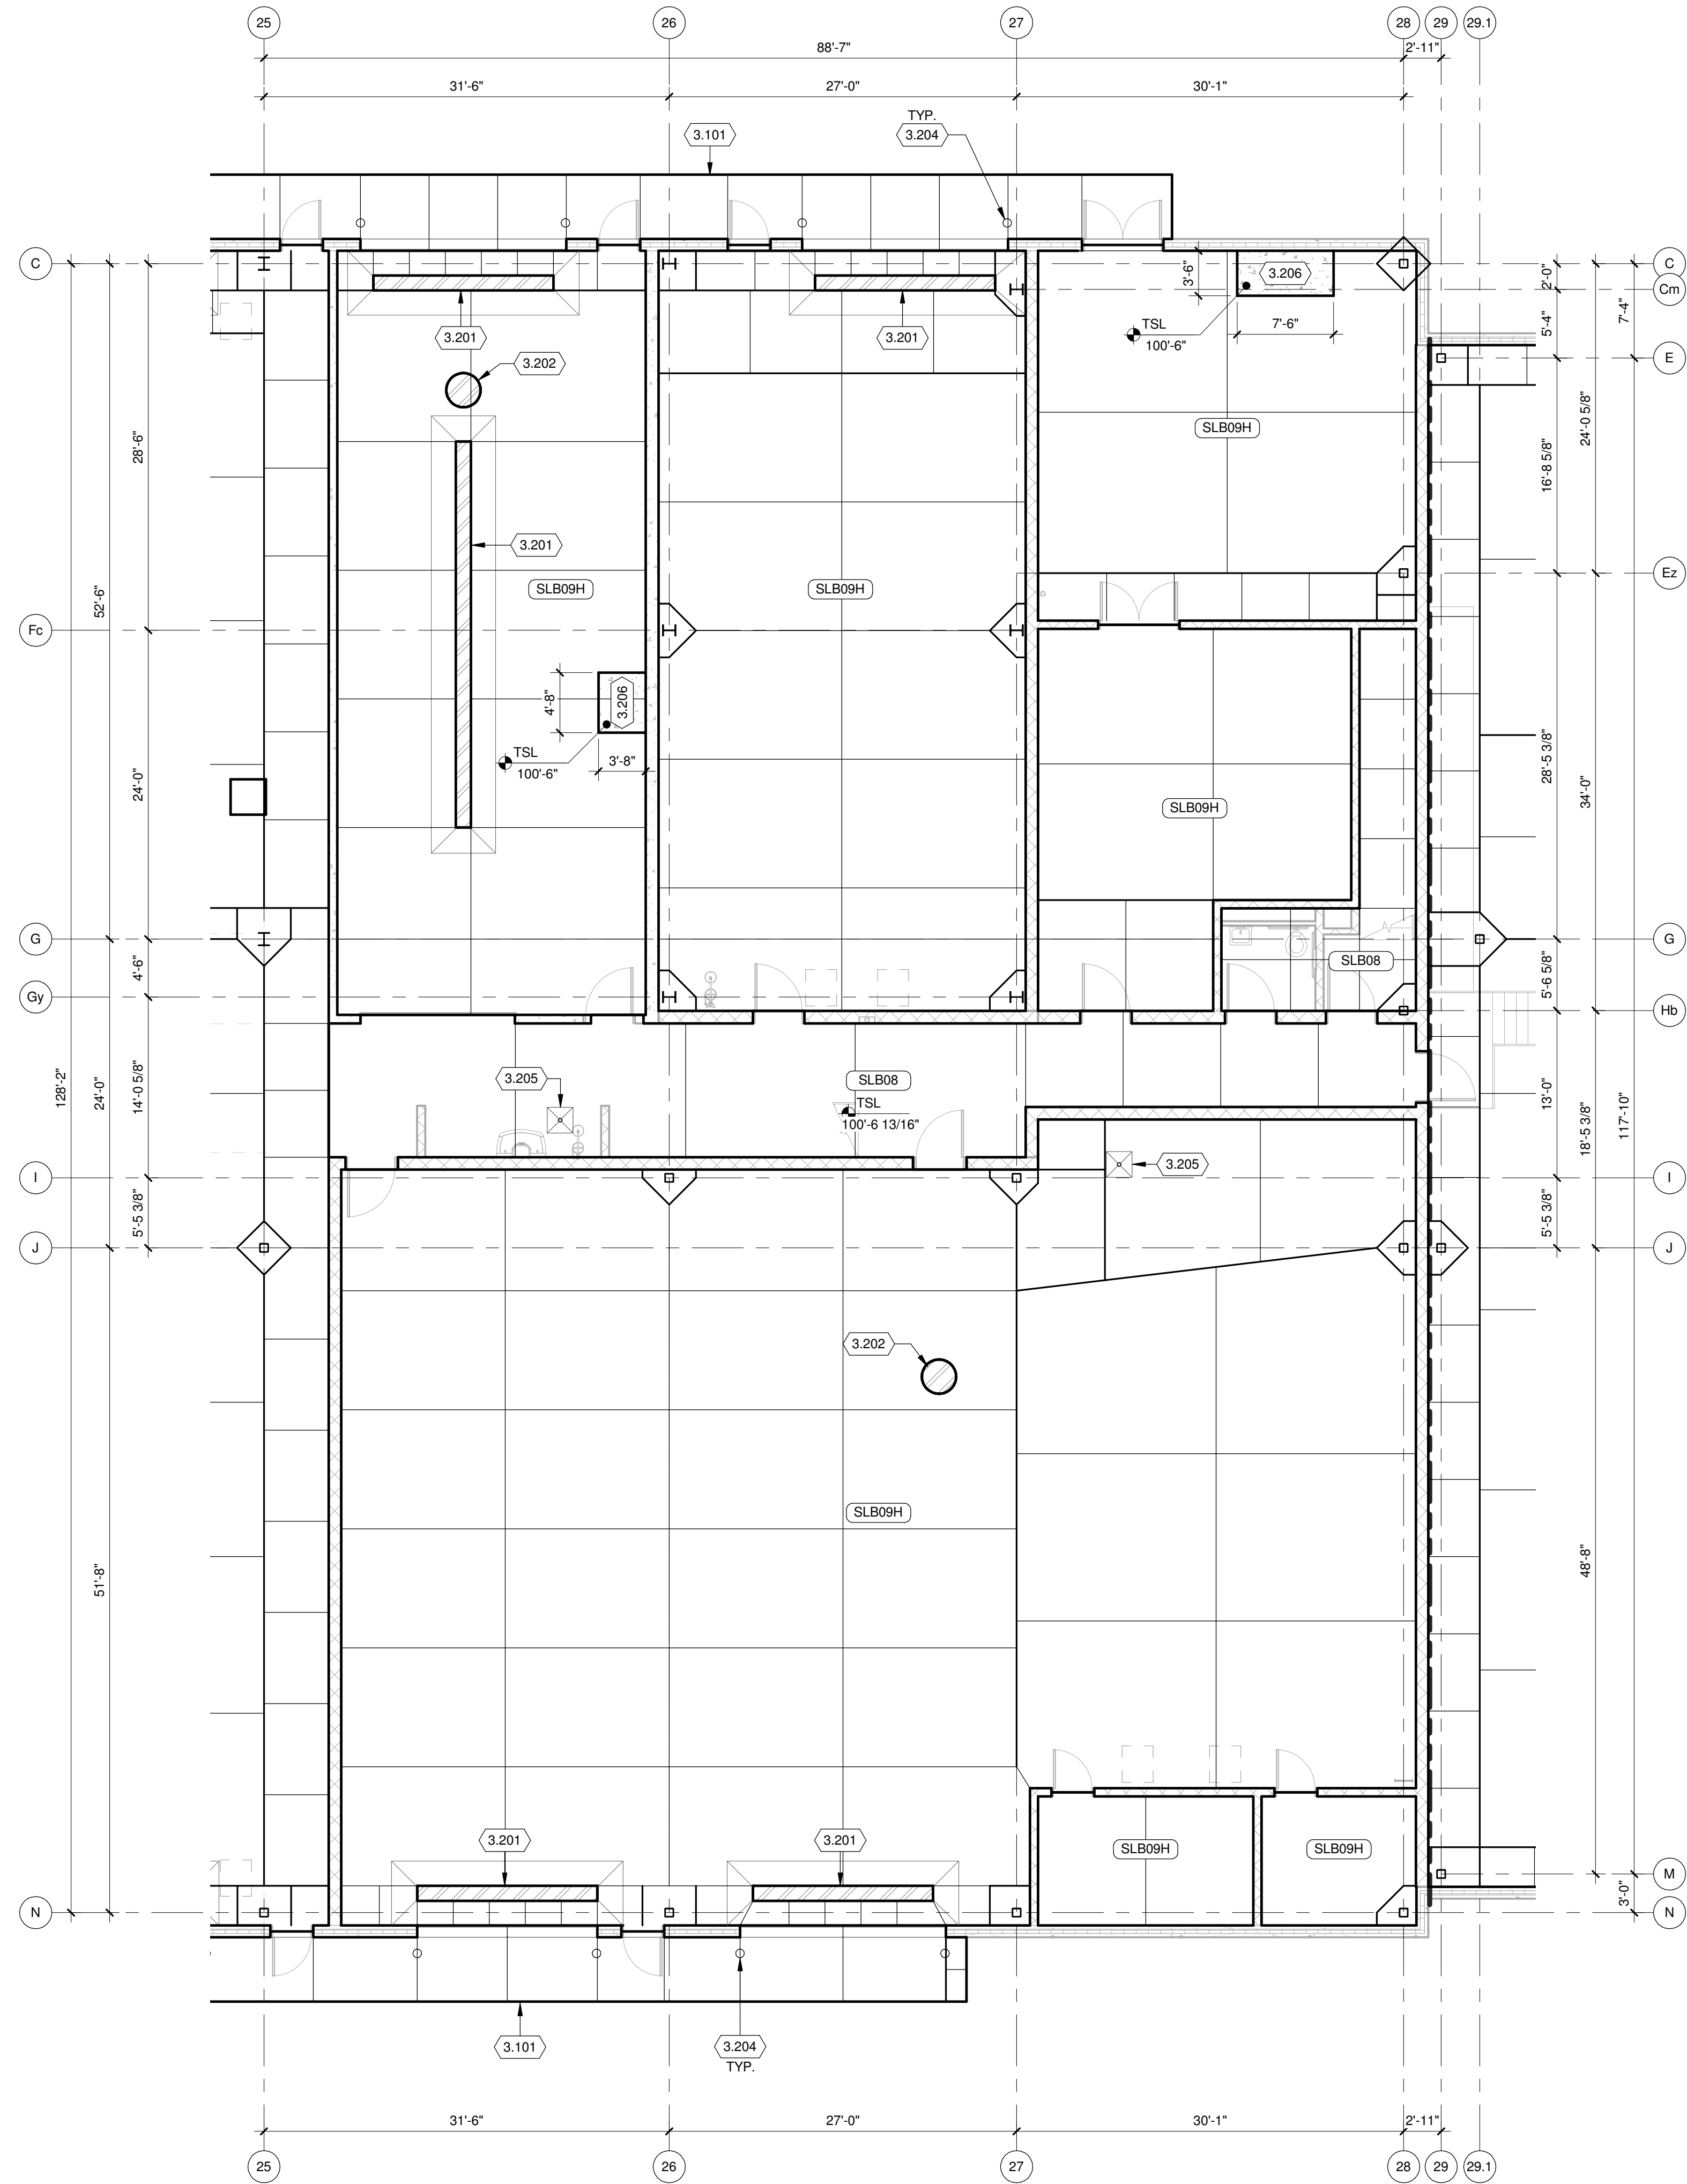 25
26
27
28
29
29.1
88'-7"
2'-11"
31'-6"
27'-0"
30'-1"
TYP.
3.101
3.204
C
C
Cm
E
Ez
Fc
G
G
Gy
Hb
I
I
J
J
M
N
N
3.201
3.201
3.202
3.206
3'-6"
7'-6"
TSL
100'-6"
2'-0"
5'-4"
7'-4"
28'-6"
24'-0 5/8"
16'-8 5/8"
SLB09H
3.201
SLB09H
SLB09H
52'-6"
4'-8"
3.206
3'-8"
TSL
100'-6"
24'-0"
28'-5 3/8"
34'-0"
SLB09H
4'-6"
SLB08
5'-6 5/8"
128'-2"
24'-0"
14'-0 5/8"
3.205
SLB08
TSL
100'-6 13/16"
13'-0"
18'-5 3/8"
117'-10"
3.205
5'-5 3/8"
5'-5 3/8"
3.202
SLB09H
51'-8"
48'-8"
3.201
3.201
SLB09H
SLB09H
3'-0"
3.101
3.204
TYP.
31'-6"
27'-0"
30'-1"
2'-11"
25
26
27
28
29
29.1